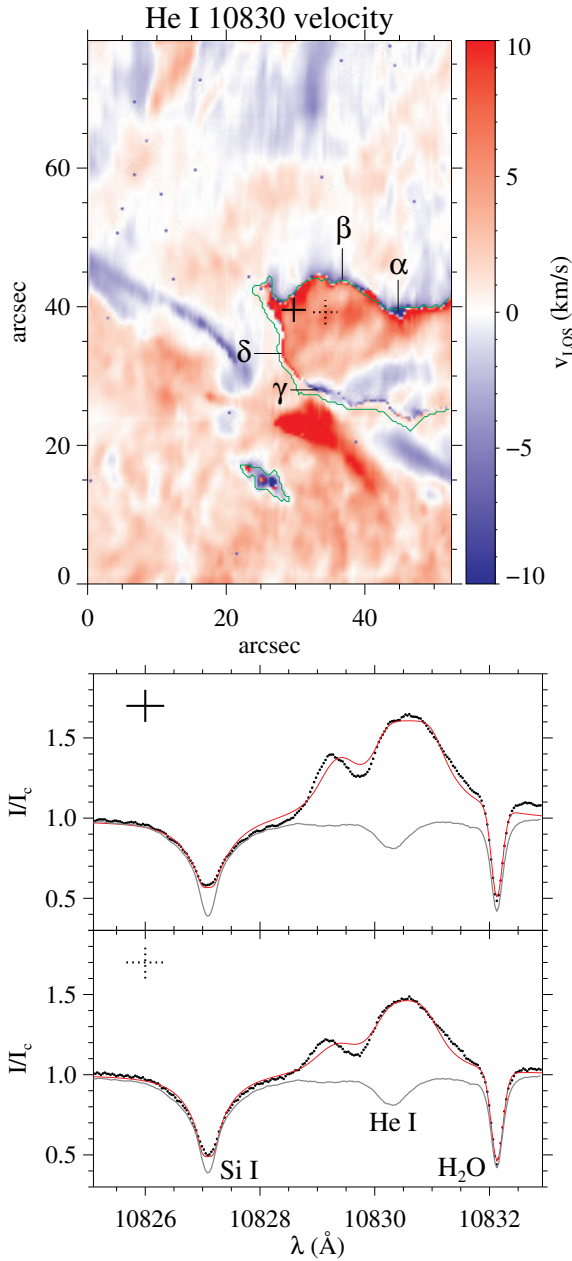 He I 10830 velocity
60
40
20
0
arcsec
0
20
40
arcsec
β
α
δ
γ
10
5
0
−5
−10
v_LOS (km/s)
1.5
1.0
0.5
I/I_c
1.5
1.0
0.5
I/I_c
Si I
He I
H₂O
10826
10828
10830
10832
λ (Å)